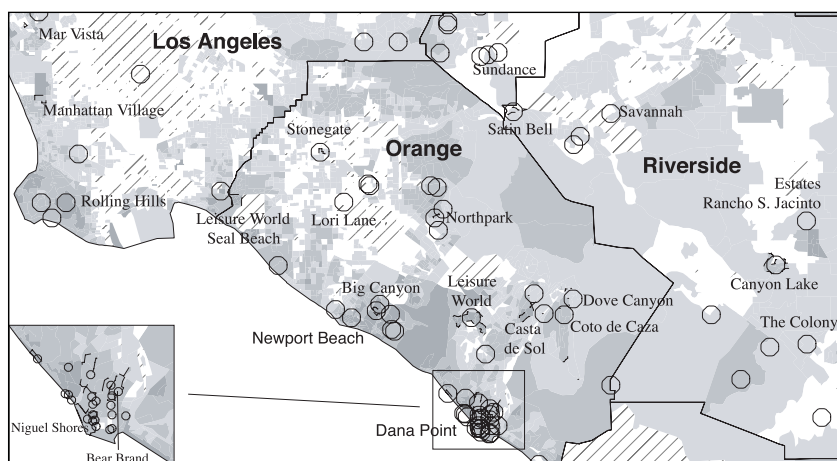 Mar Vista
Los Angeles
Sundance
Manhattan Village
Savannah
Satin Bell
Stonegate
Orange
Riverside
Estates
Rancho S. Jacinto
Rolling Hills
Leisure World
Seal Beach
Lori Lane
Northpark
Canyon Lake
Big Canyon
Leisure
World
Dove Canyon
Newport Beach
Casta
de Sol
Coto de Caza
The Colony
Dana Point
Niguel Shores
Bear Brand